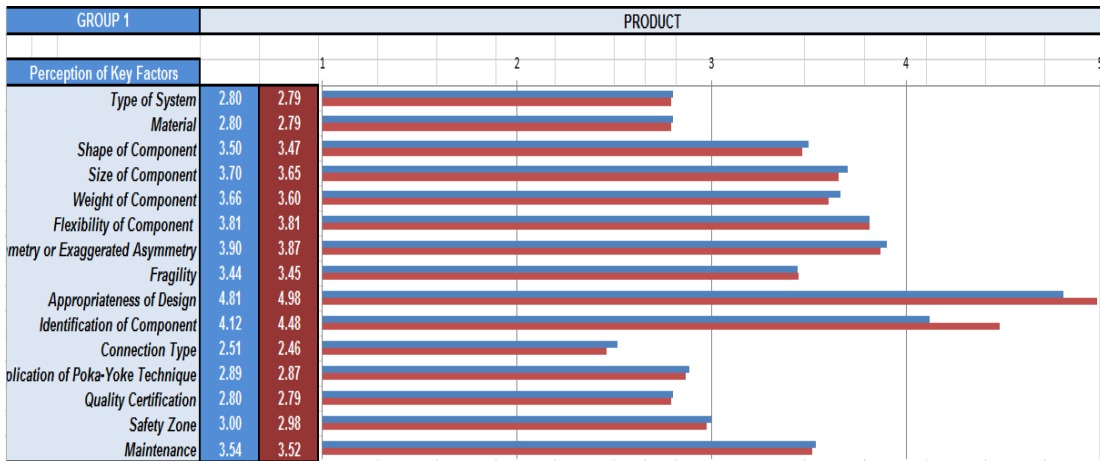 GROUP 1 PRODUCT
Perception of Key Factors 1 2 3 4 5
Type of System 2.80 2.79
Material 2.80 2.79
Shape of Component 3.50 3.47
Size of Component 3.70 3.65
Weight of Component 3.66 3.60
Flexibility of Component 3.81 3.81
or Exaggerated Asymmetry 3.90 3.87
Fragility 3.44 3.45
Appropriateness of Design 4.81 4.98
Identification of Component 4.12 4.48
Connection Type 2.51 2.46
of Poka-Yoke Technique 2.89 2.87
Quality Certification 2.80 2.79
Safety Zone 3.00 2.98
Maintenance 3.54 3.52